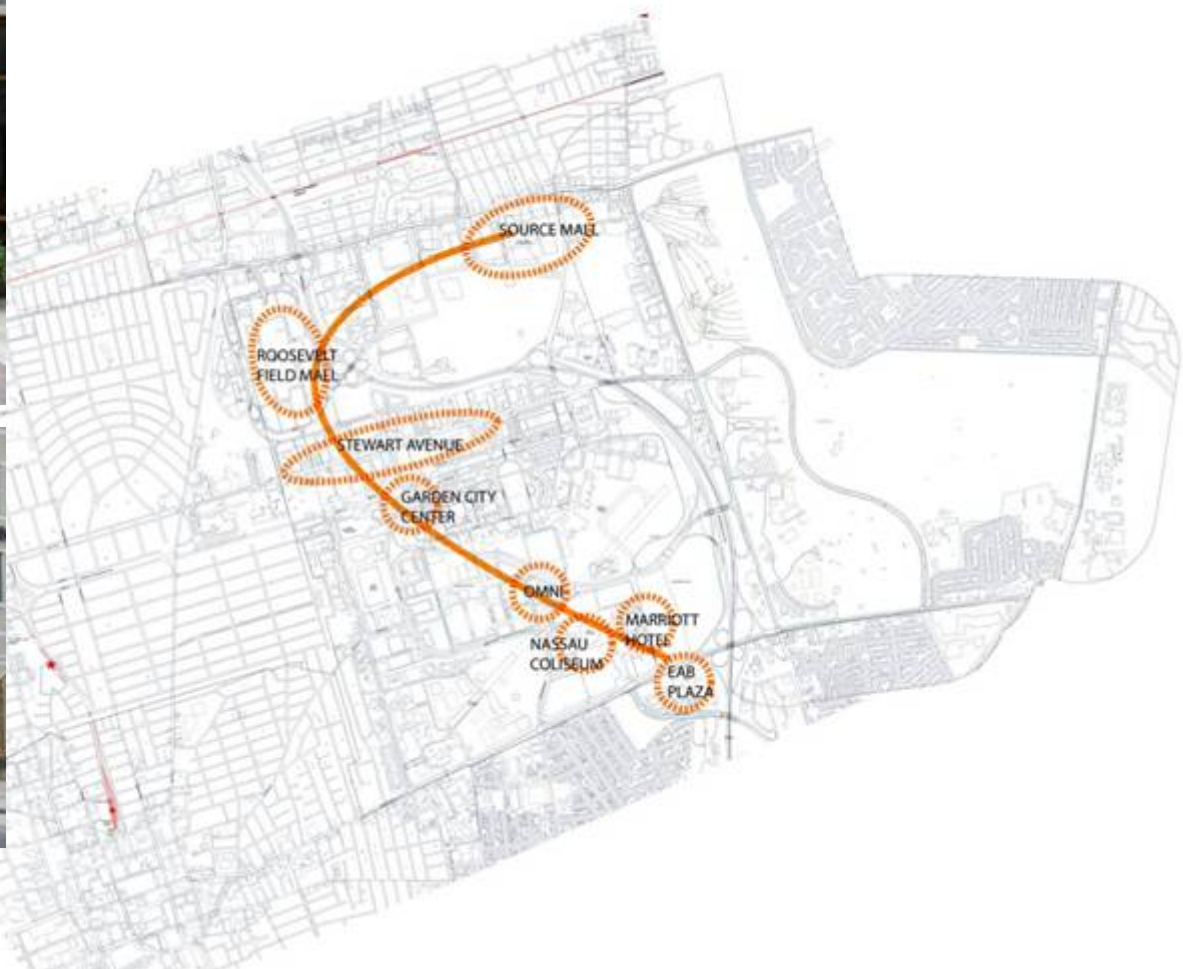 SOURCE MALL
ROOSEVELT
FIELD MALL
STEWART AVENUE
GARDEN CITY
CENTER
OMNI
MARRIOTT
HOTEL
NASSAU
COLISEUM
EAB
PLAZA